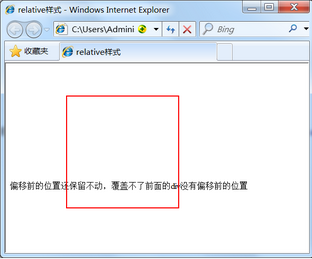 relative样式 - Windows Internet Explorer
C:\Users\Admini
Bing
收藏夹
relative样式
偏移前的位置还保留不动，覆盖不了前面的div没有偏移前的位置